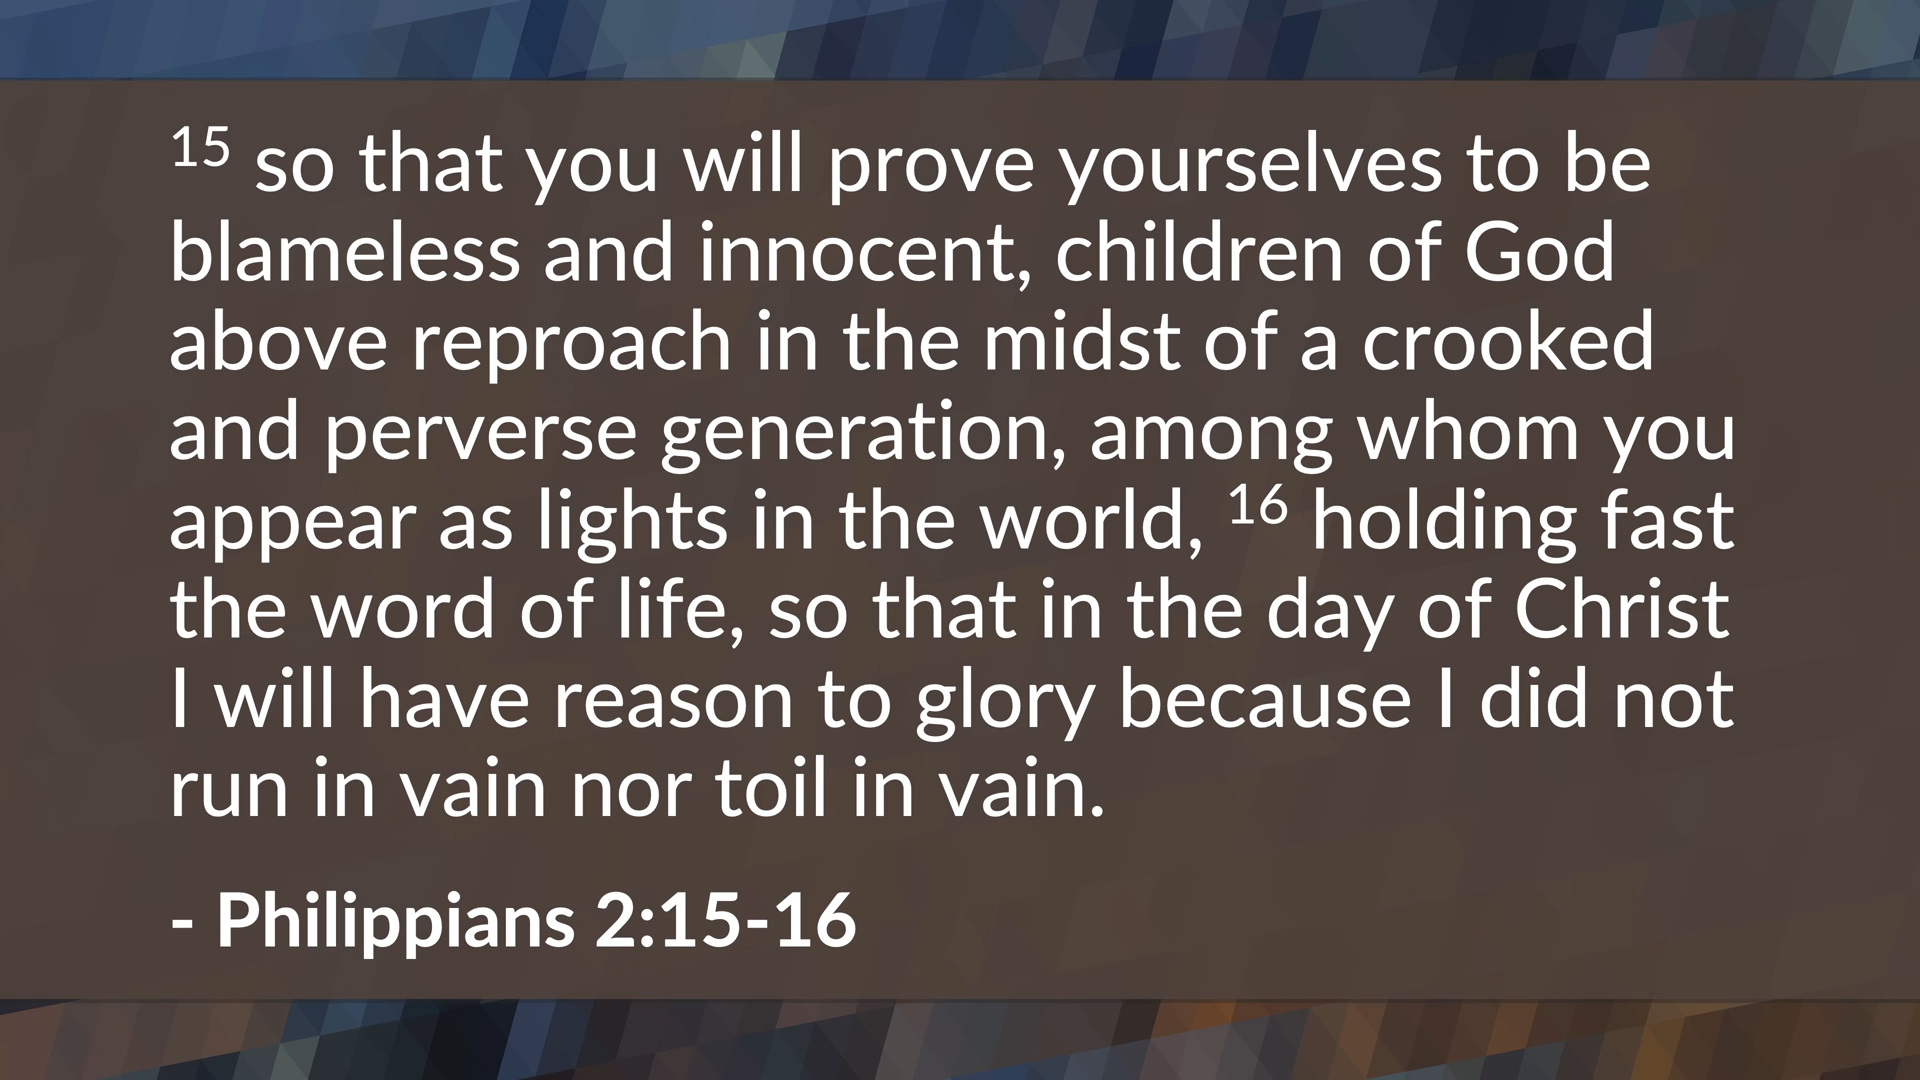 15 so that you will prove yourselves to be
blameless and innocent, children of God
above reproach in the midst of a crooked
and perverse generation, among whom you
appear as lights in the world, 16 holding fast
the word of life, so that in the day of Christ
I will have reason to glory because I did not
run in vain nor toil in vain.
- Philippians 2:15-16